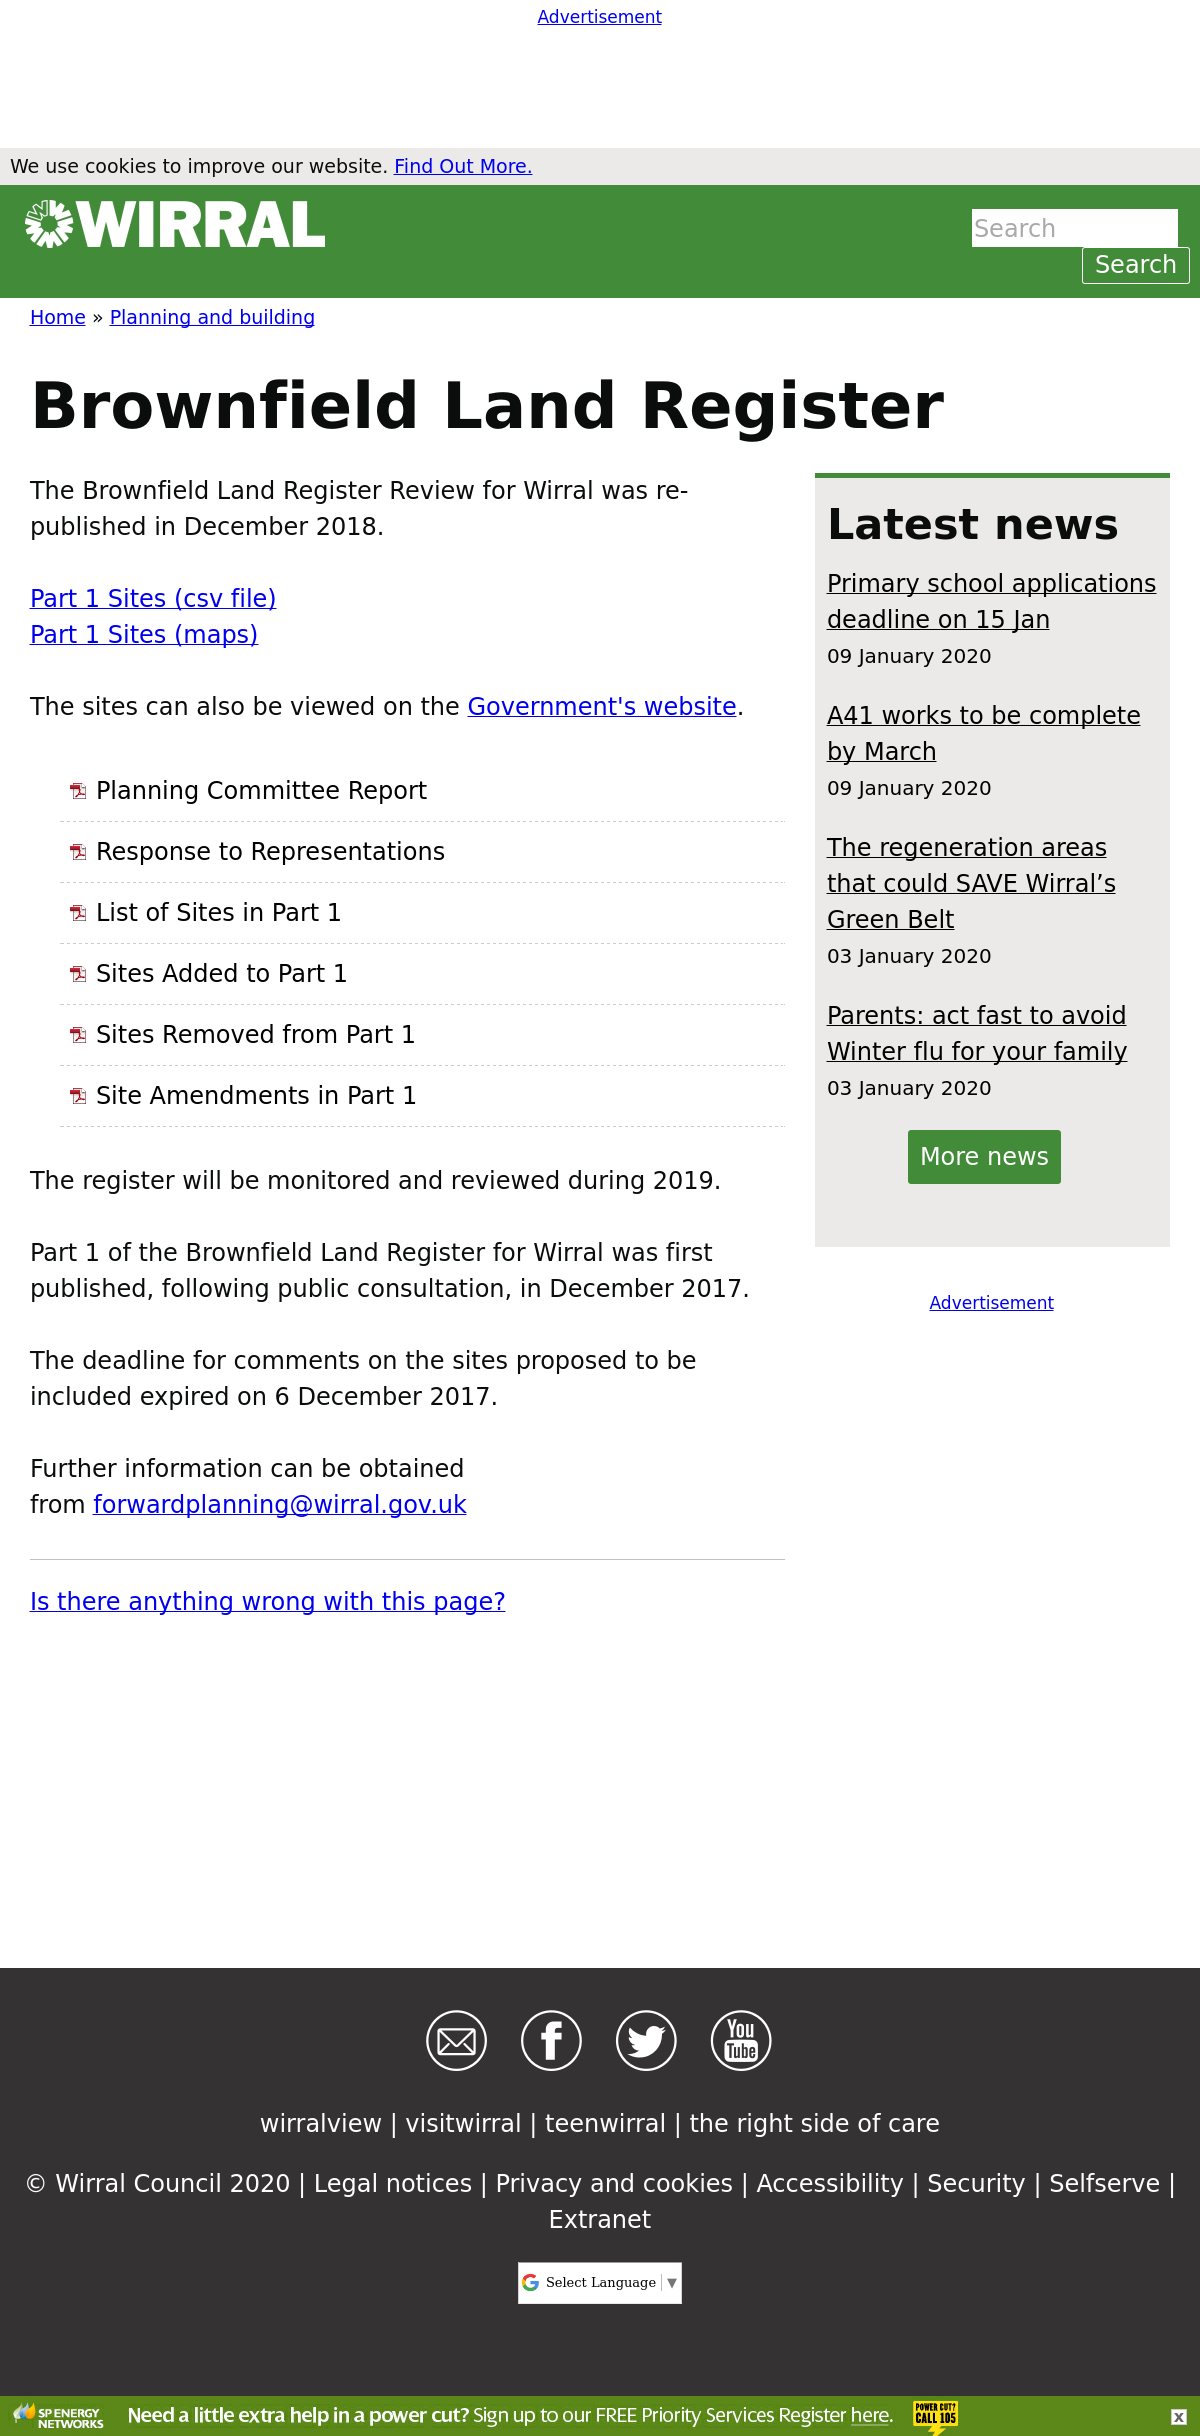 Advertisement
We use cookies to improve our website. Find Out More.
WIRRAL
Search
Search
Home » Planning and building
Brownfield Land Register
The Brownfield Land Register Review for Wirral was re-
published in December 2018.
Part 1 Sites (csv file)
Part 1 Sites (maps)
The sites can also be viewed on the Government's website.
Planning Committee Report
Response to Representations
List of Sites in Part 1
Sites Added to Part 1
Sites Removed from Part 1
Site Amendments in Part 1
The register will be monitored and reviewed during 2019.
Part 1 of the Brownfield Land Register for Wirral was first
published, following public consultation, in December 2017.
The deadline for comments on the sites proposed to be
included expired on 6 December 2017.
Further information can be obtained
from forwardplanning@wirral.gov.uk
Is there anything wrong with this page?
Latest news
Primary school applications
deadline on 15 Jan
09 January 2020
A41 works to be complete
by March
09 January 2020
The regeneration areas
that could SAVE Wirral’s
Green Belt
03 January 2020
Parents: act fast to avoid
Winter flu for your family
03 January 2020
More news
Advertisement
You
Tube
wirralview | visitwirral | teenwirral | the right side of care
© Wirral Council 2020 | Legal notices | Privacy and cookies | Accessibility | Security | Selfserve |
Extranet
Select Language ▼
SP ENERGY
NETWORKS
Need a little extra help in a power cut? Sign up to our FREE Priority Services Register here.
POWER CUT?
CALL 105
X